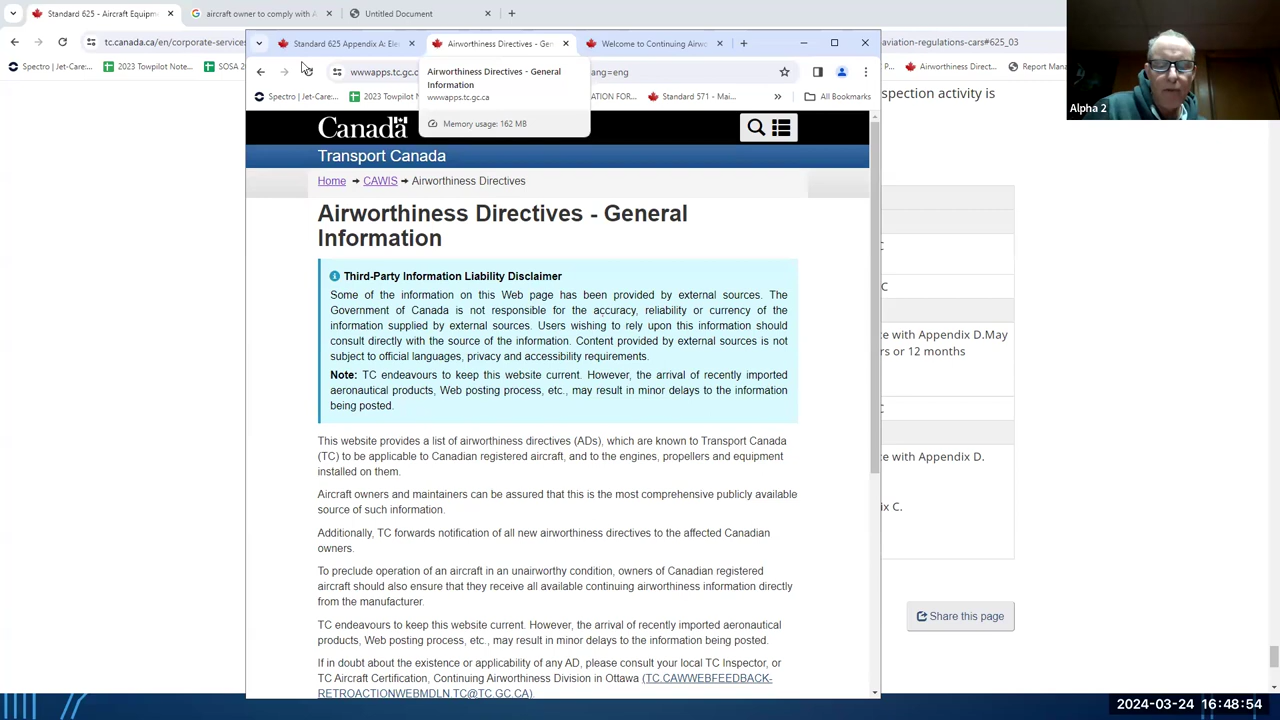 Standard 625 - Aircraft Equipm
aircraft owner to comply with A
Untitled Document
tc.canada.ca/en/corporate-services
aviation-regulations-cars#625_03
Spectro | Jet-Care:
2023 Towpilot Net
SOSA 2
Airworthiness Direct...
Report Mana
Standard 625 Appendix A: Ele
Airworthiness Directives - Gen
Welcome to Continuing Airwo
wwwapps.tc.gc.c
ang=eng
Spectro | Jet-Care:...
2023 Towpilot N
ATION FOR...
Standard 571 - Mai...
All Bookmarks
Airworthiness Directives - General
Information
wwwapps.tc.gc.ca
Memory usage: 162 MB
Canada
Transport Canada
Home → CAWIS → Airworthiness Directives
Airworthiness Directives - General
Information
Third-Party Information Liability Disclaimer
Some of the information on this Web page has been provided by external sources. The
Government of Canada is not responsible for the accuracy, reliability or currency of the
information supplied by external sources. Users wishing to rely upon this information should
consult directly with the source of the information. Content provided by external sources is not
subject to official languages, privacy and accessibility requirements.
Note: TC endeavours to keep this website current. However, the arrival of recently imported
aeronautical products, Web posting process, etc., may result in minor delays to the information
being posted.
This website provides a list of airworthiness directives (ADs), which are known to Transport Canada
(TC) to be applicable to Canadian registered aircraft, and to the engines, propellers and equipment
installed on them.
Aircraft owners and maintainers can be assured that this is the most comprehensive publicly available
source of such information.
Additionally, TC forwards notification of all new airworthiness directives to the affected Canadian
owners.
To preclude operation of an aircraft in an unairworthy condition, owners of Canadian registered
aircraft should also ensure that they receive all available continuing airworthiness information directly
from the manufacturer.
TC endeavours to keep this website current. However, the arrival of recently imported aeronautical
products, Web posting process, etc., may result in minor delays to the information being posted.
If in doubt about the existence or applicability of any AD, please consult your local TC Inspector, or
TC Aircraft Certification, Continuing Airworthiness Division in Ottawa (TC.CAWWEBFEEDBACK-
RETROACTIONWEBMDLN.TC@TC.GC.CA).
spection activity is
C
C
e with Appendix D.May
rs or 12 months
C
e with Appendix D.
ix C.
Share this page
Alpha 2
2024-03-24 16:48:54